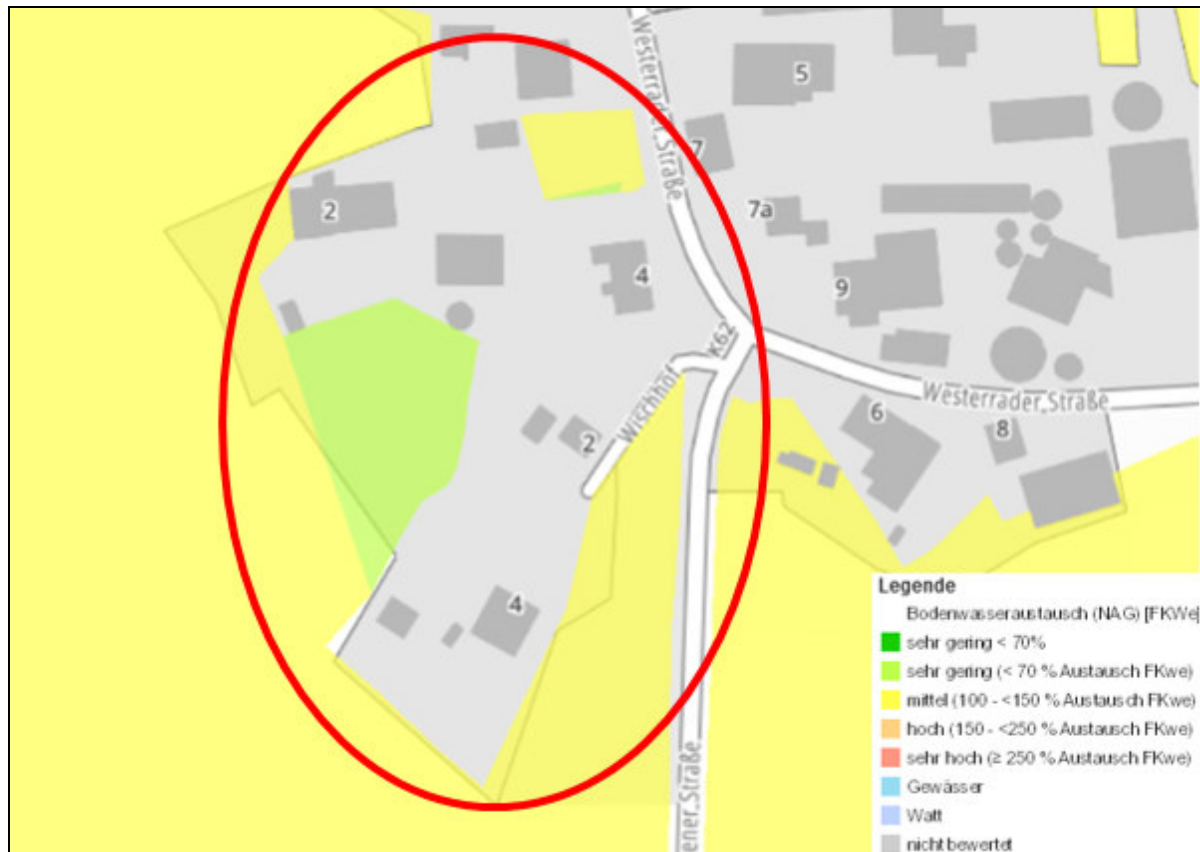 Westerrader Straße
5
7
2
7a
4
9
K62
Wischhof
Westerrader Straße
6
8
2
4
ener Straße
Legende
Bodenwasseraustausch (NAG) [FKWe]
sehr gering < 70%
sehr gering (< 70 % Austausch FKwe)
mittel (100 - <150 % Austausch FKwe)
hoch (150 - <250 % Austausch FKwe)
sehr hoch (≥ 250 % Austausch FKwe)
Gewässer
Watt
nicht bewertet